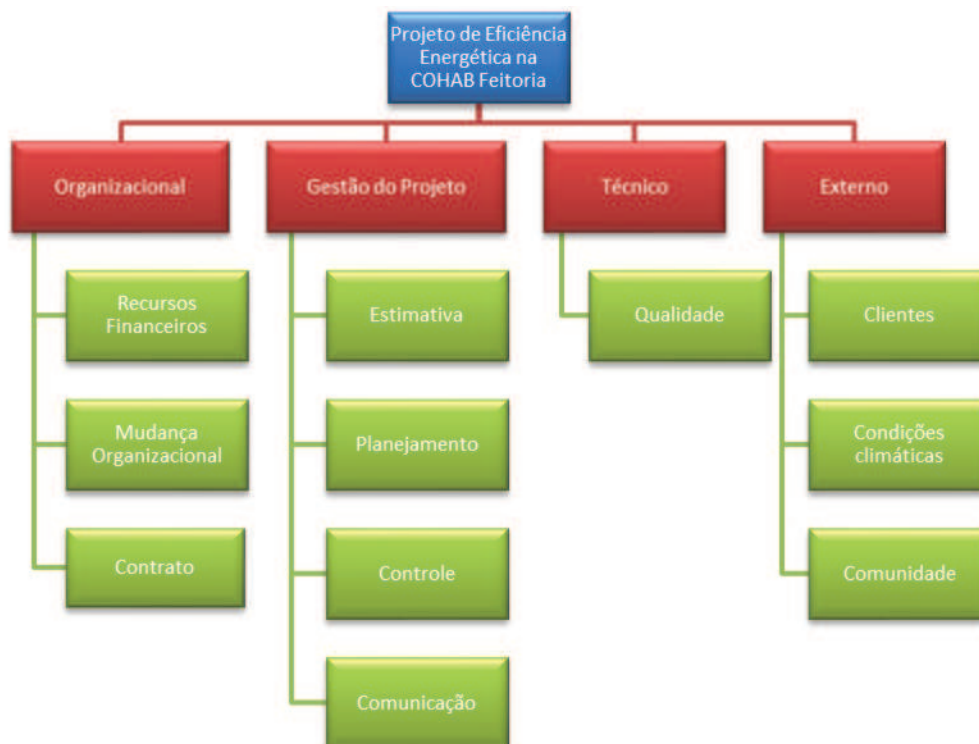 Projeto de Eficiência
Energética na
COHAB Feitoria
Organizacional
Gestão do Projeto
Técnico
Externo
Recursos
Financeiros
Estimativa
Qualidade
Clientes
Mudança
Organizacional
Planejamento
Condições
climáticas
Contrato
Controle
Comunidade
Comunicação